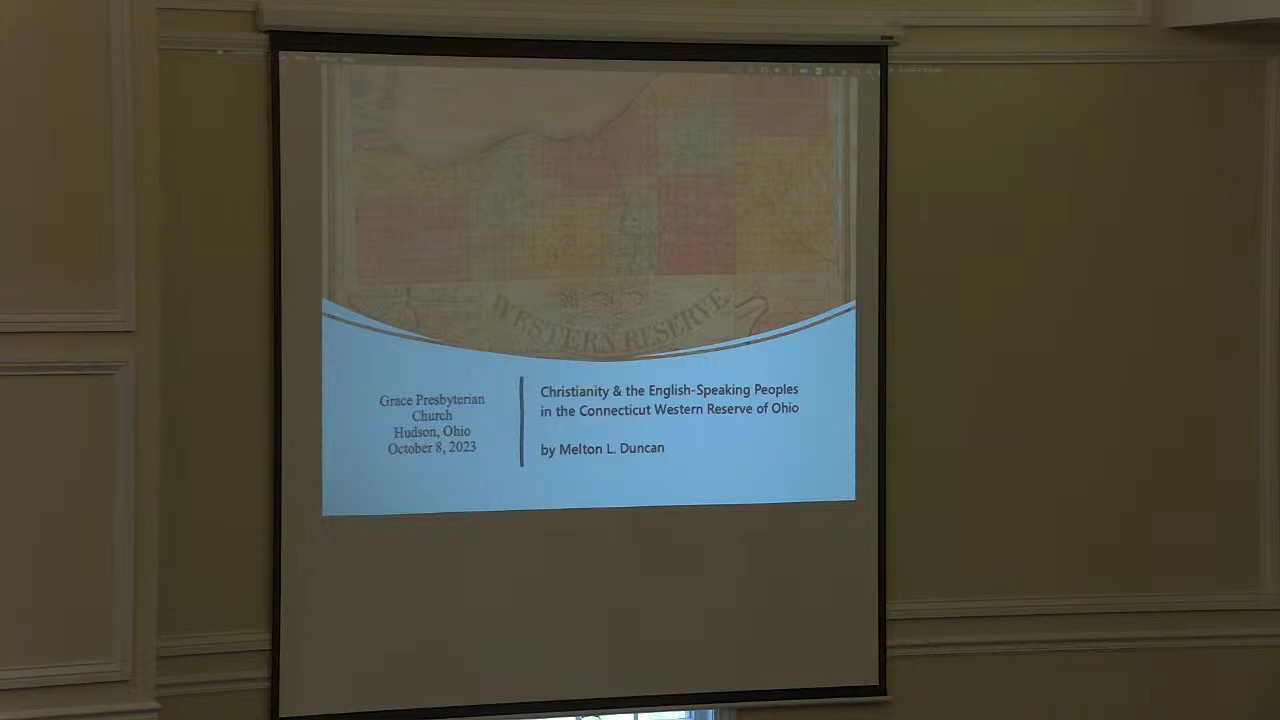 WESTERN RESERVE
Grace Presbyterian
Church
Hudson, Ohio
October 8, 2023
Christianity & the English-Speaking Peoples
in the Connecticut Western Reserve of Ohio
by Melton L. Duncan